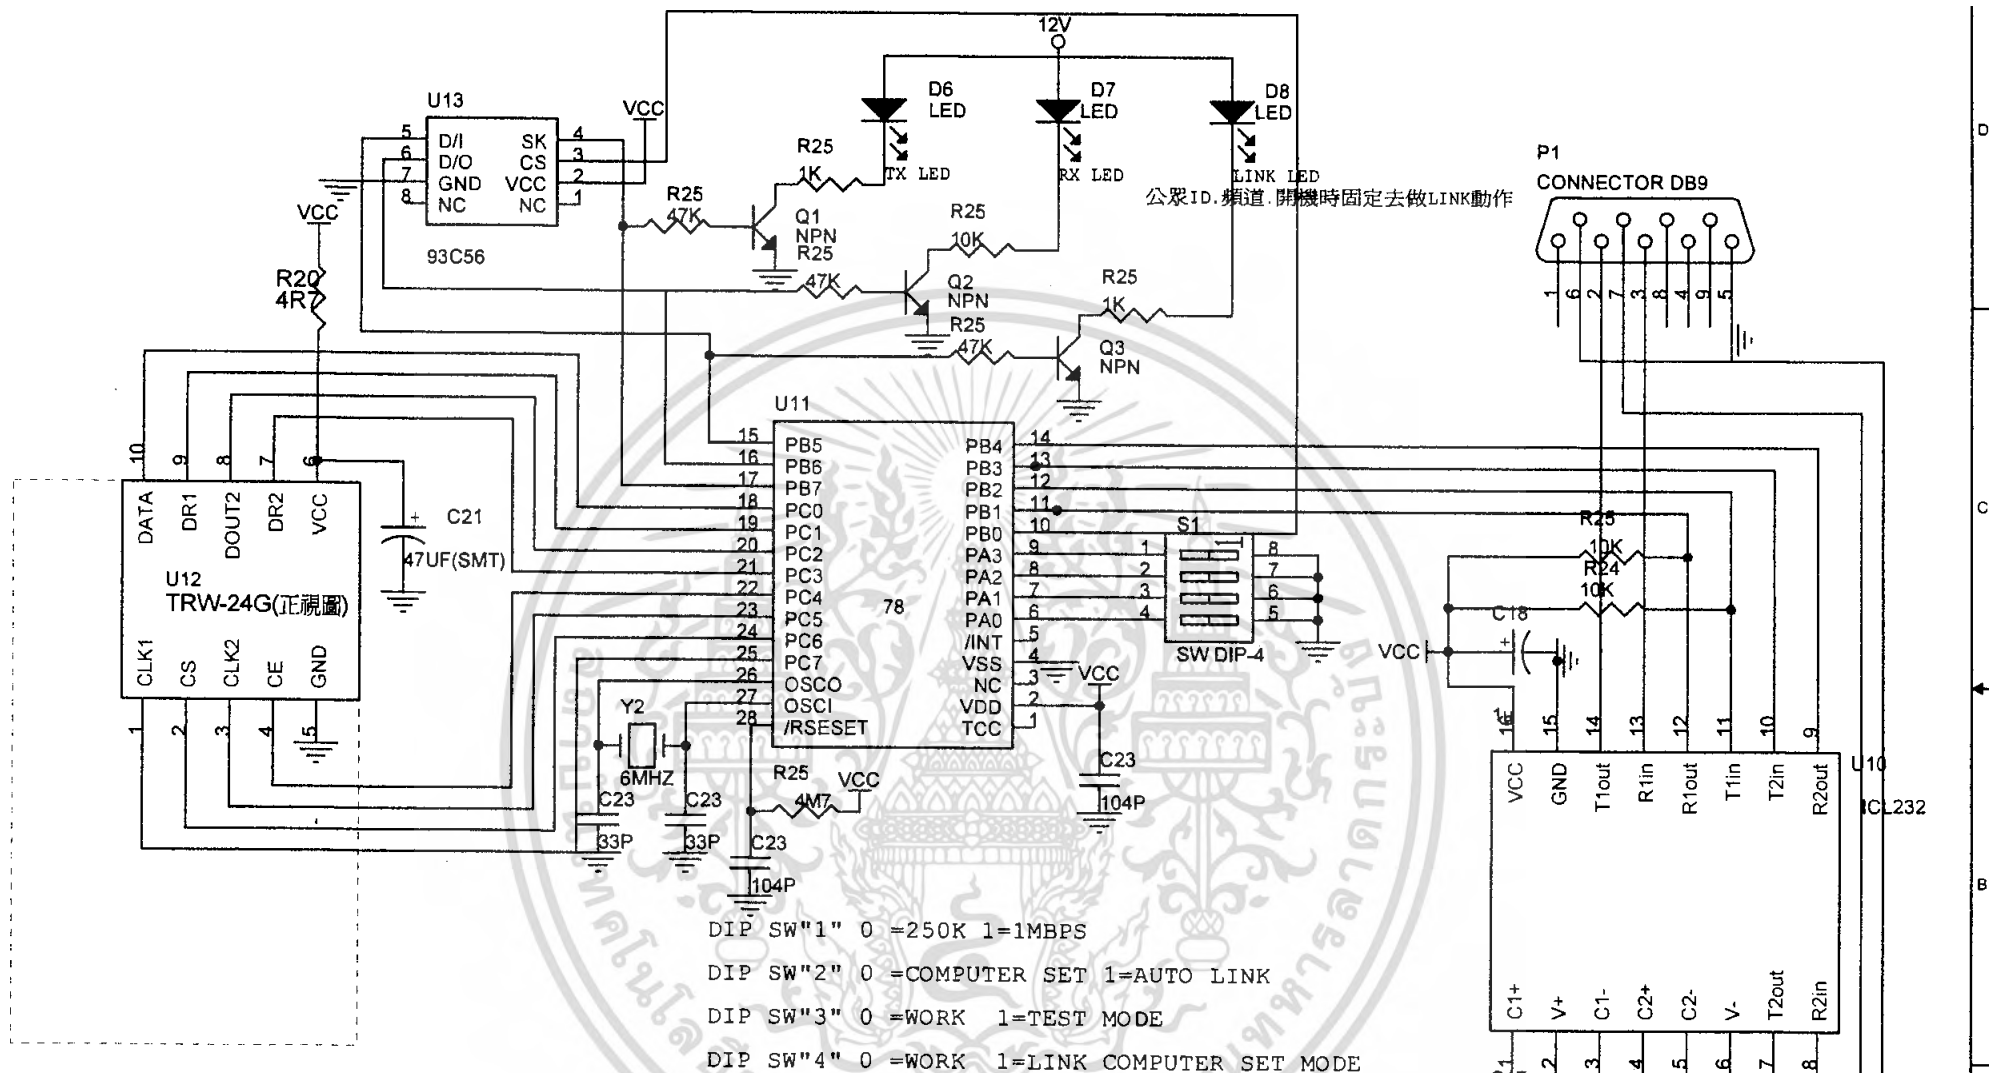 12V
U13
VCC
D6
LED
D7
LED
D8
LED
5 D/I SK 4
6 D/O CS 3
7 GND VCC 2
8 NC NC 1
93C56
R25
1K
TX LED
RX LED
LINK LED
公眾ID.頻道.開機時固定去做LINK動作
R25
47K
Q1
NPN
R25
47K
R25
10K
Q2
NPN
R25
47K
R25
1K
Q3
NPN
P1
CONNECTOR DB9
1 6 2 7 3 8 4 9 5
VCC
R20
4R7
10 9 8 7 6
DATA DR1 DOUT2 DR2 VCC
U12
TRW-24G(正視圖)
CLK1 CS CLK2 CE GND
1 2 3 4 5
C21
+
47UF(SMT)
U11
78
15 PB5 PB4 14
16 PB6 PB3 13
17 PB7 PB2 12
18 PC0 PB1 11
19 PC1 PB0 10
20 PC2 PA3 9
21 PC3 PA2 8
22 PC4 PA1 7
23 PC5 PA0 6
24 PC6 /INT 5
25 PC7 VSS 4
26 OSCO NC 3
27 OSCI VDD 2
28 /RSESET TCC 1
S1
1 8
2 7
3 6
4 5
SW DIP-4
VCC
C23
104P
Y2
6MHZ
C23
33P
C23
33P
R25
4M7
VCC
C23
104P
R25
10K
R24
10K
C18
+
VCC
16 15 14 13 12 11 10 9
VCC GND T1out R1in R1out T1in T2in R2out
U10
ICL232
C1+ V+ C1- C2+ C2- V- T2out R2in
1 2 3 4 5 6 7 8
D
C
B
DIP SW"1" 0 =250K 1=1MBPS
DIP SW"2" 0 =COMPUTER SET 1=AUTO LINK
DIP SW"3" 0 =WORK 1=TEST MODE
DIP SW"4" 0 =WORK 1=LINK COMPUTER SET MODE